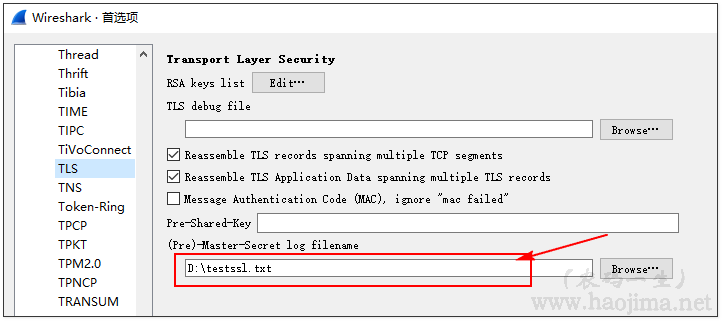 Wireshark · 首选项
Thread
Thrift
Tibia
TIME
TIPC
TiVoConnect
TLS
TNS
Token-Ring
TPCP
TPKT
TPM2.0
TPNCP
TRANSUM
Transport Layer Security
RSA keys list Edit…
TLS debug file
Browse…
Reassemble TLS records spanning multiple TCP segments
Reassemble TLS Application Data spanning multiple TLS records
Message Authentication Code (MAC), ignore "mac failed"
Pre-Shared-Key
(Pre)-Master-Secret log filename
D:\testssl.txt Browse…
(农码一生)
www.haojima.net